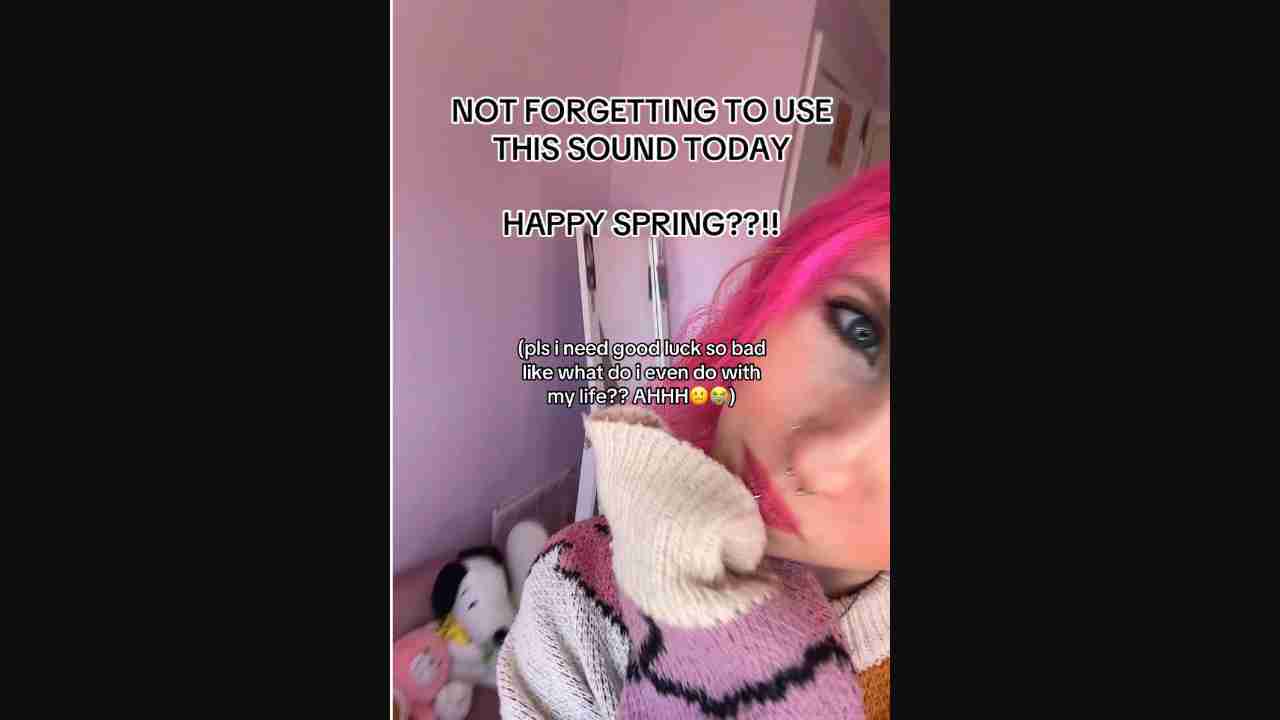 NOT FORGETTING TO USE
THIS SOUND TODAY
HAPPY SPRING??!!
(pls i need good luck so bad
like what do i even do with
my life?? AHHH😕😭)